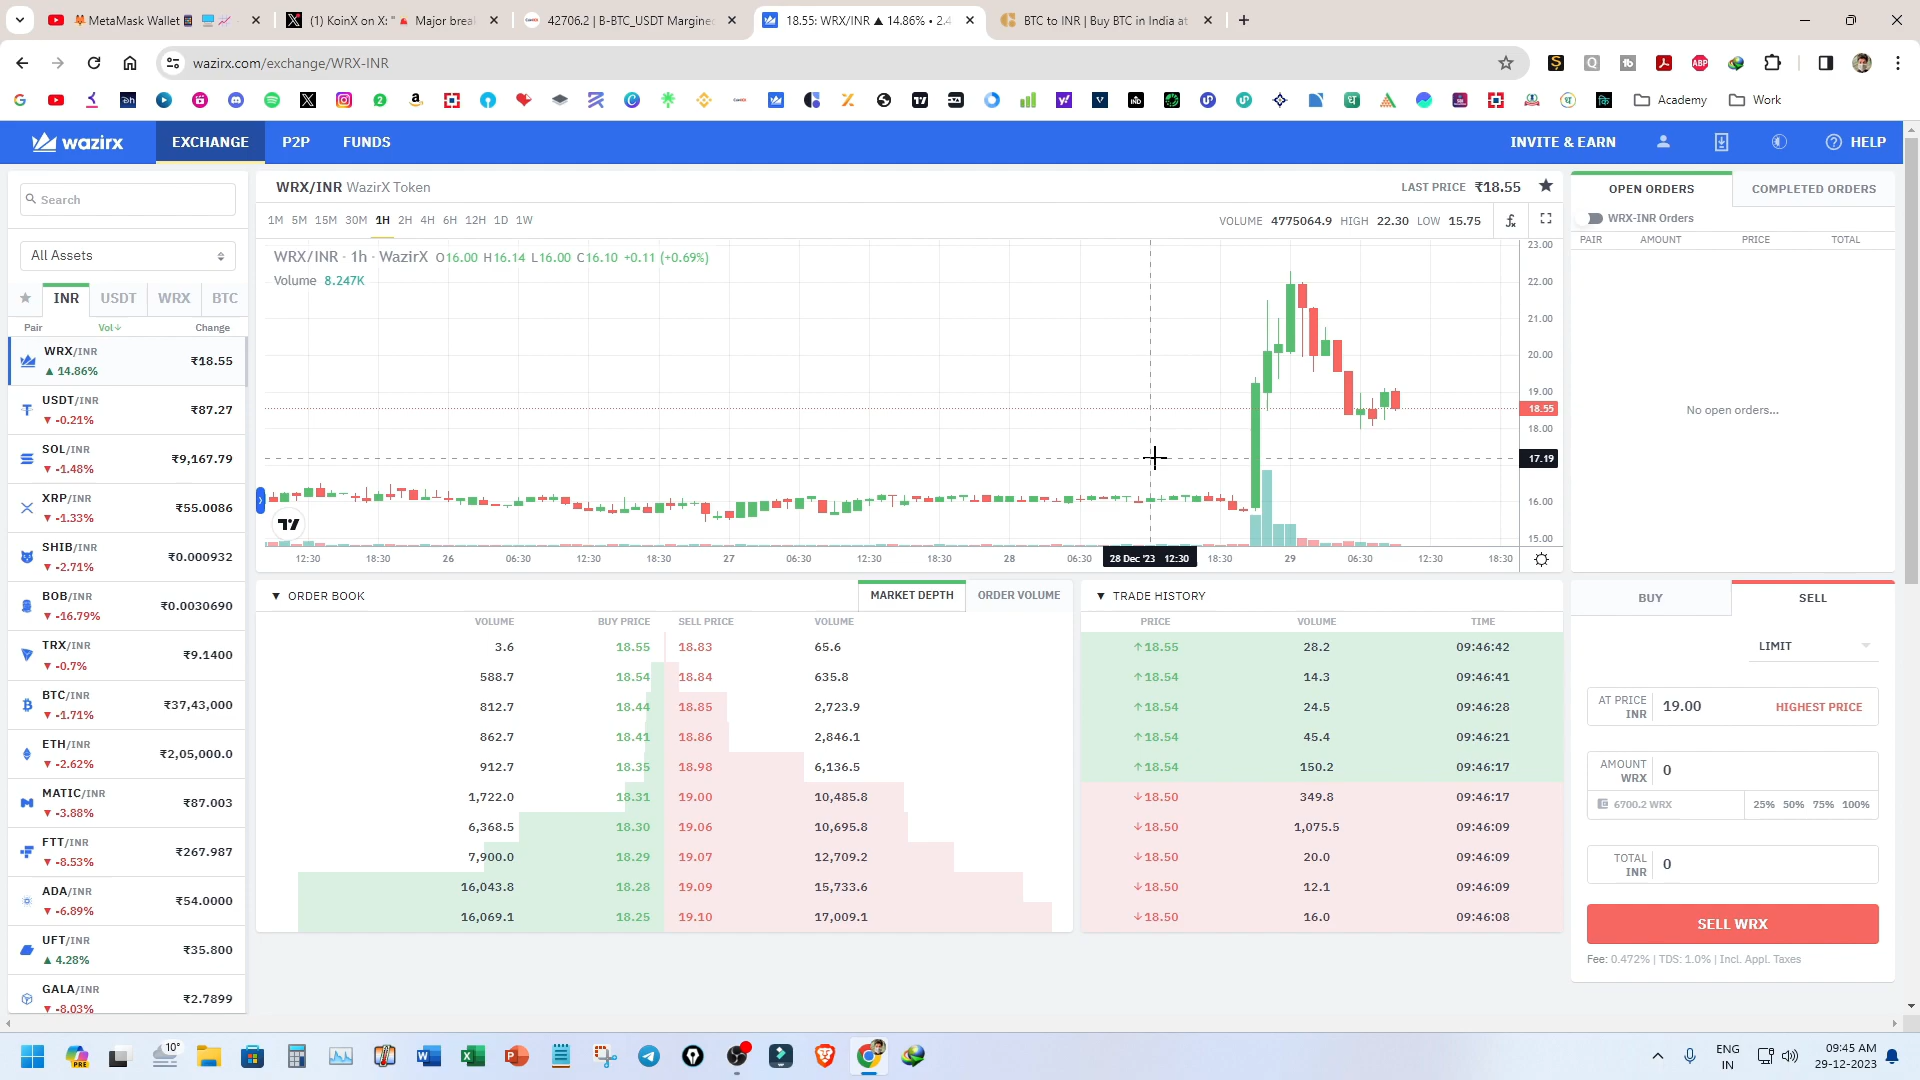 🦊 MetaMask Wallet
(1) KoinX on X: " Major break
42706.2 | B-BTC_USDT Margined
18.55: WRX/INR ▲ 14.86% • 2.4
BTC to INR | Buy BTC in India at
wazirx.com/exchange/WRX-INR
Academy
Work
wazirx
EXCHANGE
P2P
FUNDS
INVITE & EARN
HELP
Search
All Assets
INR USDT WRX BTC
Pair Vol↓ Change
WRX/INR ₹18.55
▲ 14.86%
USDT/INR ₹87.27
▼ -0.21%
SOL/INR ₹9,167.79
▼ -1.48%
XRP/INR ₹55.0086
▼ -1.33%
SHIB/INR ₹0.000932
▼ -2.71%
BOB/INR ₹0.0030690
▼ -16.79%
TRX/INR ₹9.1400
▼ -0.7%
BTC/INR ₹37,43,000
▼ -1.71%
ETH/INR ₹2,05,000.0
▼ -2.62%
MATIC/INR ₹87.003
▼ -3.88%
FTT/INR ₹267.987
▼ -8.53%
ADA/INR ₹54.0000
▼ -6.89%
UFT/INR ₹35.800
▲ 4.28%
GALA/INR ₹2.7899
▼ -8.03%
WRX/INR WazirX Token
LAST PRICE ₹18.55
1M 5M 15M 30M 1H 2H 4H 6H 12H 1D 1W
VOLUME 4775064.9 HIGH 22.30 LOW 15.75
WRX/INR · 1h · WazirX O16.00 H16.14 L16.00 C16.10 +0.11 (+0.69%)
Volume 8.247K
23.00
22.00
21.00
20.00
19.00
18.55
18.00
17.19
16.00
15.00
12:30 18:30 26 06:30 12:30 18:30 27 06:30 12:30 18:30 28 06:30 28 Dec '23 12:30 18:30 29 06:30 12:30 18:30
▼ ORDER BOOK
MARKET DEPTH
ORDER VOLUME
VOLUME BUY PRICE SELL PRICE VOLUME
3.6 18.55 18.83 65.6
588.7 18.54 18.84 635.8
812.7 18.44 18.85 2,723.9
862.7 18.41 18.86 2,846.1
912.7 18.35 18.98 6,136.5
1,722.0 18.31 19.00 10,485.8
6,368.5 18.30 19.06 10,695.8
7,900.0 18.29 19.07 12,709.2
16,043.8 18.28 19.09 15,733.6
16,069.1 18.25 19.10 17,009.1
▼ TRADE HISTORY
PRICE VOLUME TIME
↑18.55 28.2 09:46:42
↑18.54 14.3 09:46:41
↑18.54 24.5 09:46:28
↑18.54 45.4 09:46:21
↑18.54 150.2 09:46:17
↓18.50 349.8 09:46:17
↓18.50 1,075.5 09:46:09
↓18.50 20.0 09:46:09
↓18.50 12.1 09:46:09
↓18.50 16.0 09:46:08
OPEN ORDERS
COMPLETED ORDERS
WRX-INR Orders
PAIR AMOUNT PRICE TOTAL
No open orders...
BUY
SELL
LIMIT
AT PRICE INR 19.00 HIGHEST PRICE
AMOUNT WRX 0
6700.2 WRX 25% 50% 75% 100%
TOTAL INR 0
SELL WRX
Fee: 0.472% | TDS: 1.0% | Incl. Appl. Taxes
10°
ENG
IN
09:45 AM
29-12-2023